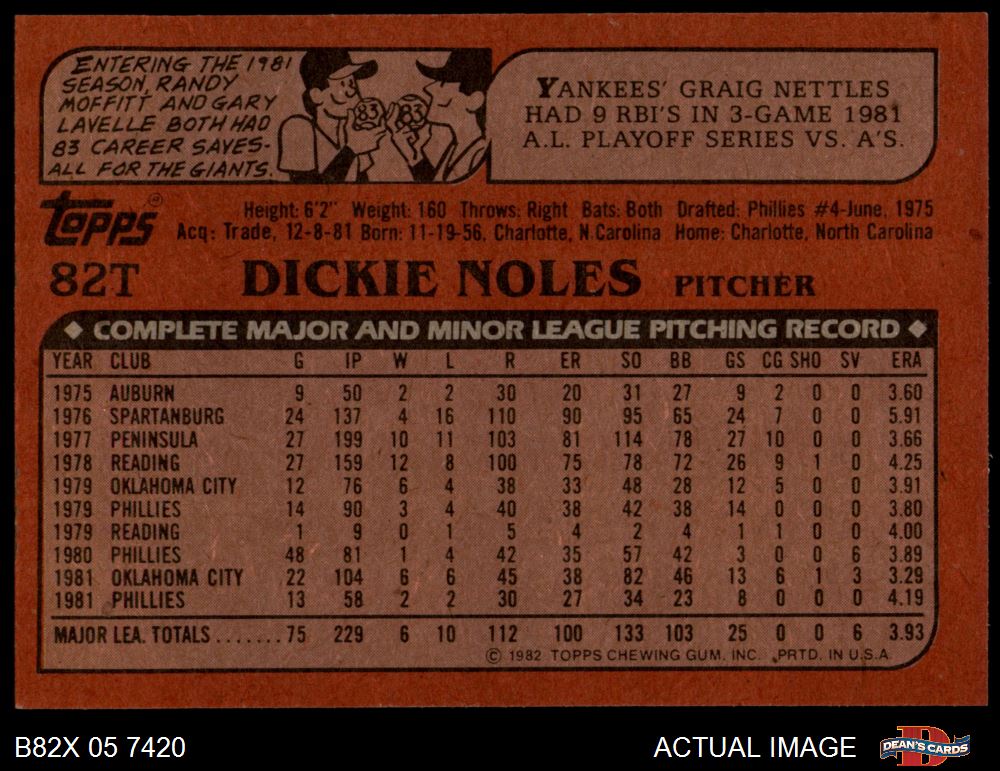 ENTERING THE 1981
SEASON, RANDY
MOFFITT AND GARY
LAVELLE BOTH HAD
83 CAREER SAVES-
ALL FOR THE GIANTS.
83 83
YANKEES' GRAIG NETTLES
HAD 9 RBI'S IN 3-GAME 1981
A.L. PLAYOFF SERIES VS. A'S.
TOPPS®
Height: 6'2" Weight: 160 Throws: Right Bats: Both Drafted: Phillies #4-June, 1975
Acq: Trade, 12-8-81 Born: 11-19-56, Charlotte, N.Carolina Home: Charlotte, North Carolina
82T DICKIE NOLES PITCHER
◆ COMPLETE MAJOR AND MINOR LEAGUE PITCHING RECORD ◆
YEAR CLUB G IP W L R ER SO BB GS CG SHO SV ERA
1975 AUBURN 9 50 2 2 30 20 31 27 9 2 0 0 3.60
1976 SPARTANBURG 24 137 4 16 110 90 95 65 24 7 0 0 5.91
1977 PENINSULA 27 199 10 11 103 81 114 78 27 10 0 0 3.66
1978 READING 27 159 12 8 100 75 78 72 26 9 1 0 4.25
1979 OKLAHOMA CITY 12 76 6 4 38 33 48 28 12 5 0 0 3.91
1979 PHILLIES 14 90 3 4 40 38 42 38 14 0 0 0 3.80
1979 READING 1 9 0 1 5 4 2 4 1 1 0 0 4.00
1980 PHILLIES 48 81 1 4 42 35 57 42 3 0 0 6 3.89
1981 OKLAHOMA CITY 22 104 6 6 45 38 82 46 13 6 1 3 3.29
1981 PHILLIES 13 58 2 2 30 27 34 23 8 0 0 0 4.19
MAJOR LEA. TOTALS ....... 75 229 6 10 112 100 133 103 25 0 0 6 3.93
© 1982 TOPPS CHEWING GUM, INC. PRTD. IN U.S.A.
B82X 05 7420
ACTUAL IMAGE
D
DEAN'S CARDS